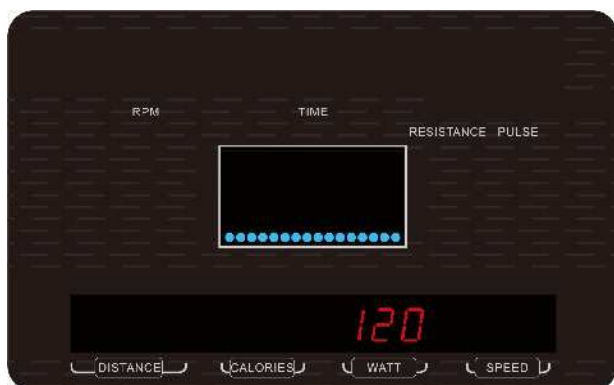 RPM TIME
RESISTANCE PULSE
120
DISTANCE CALORIES WATT SPEED